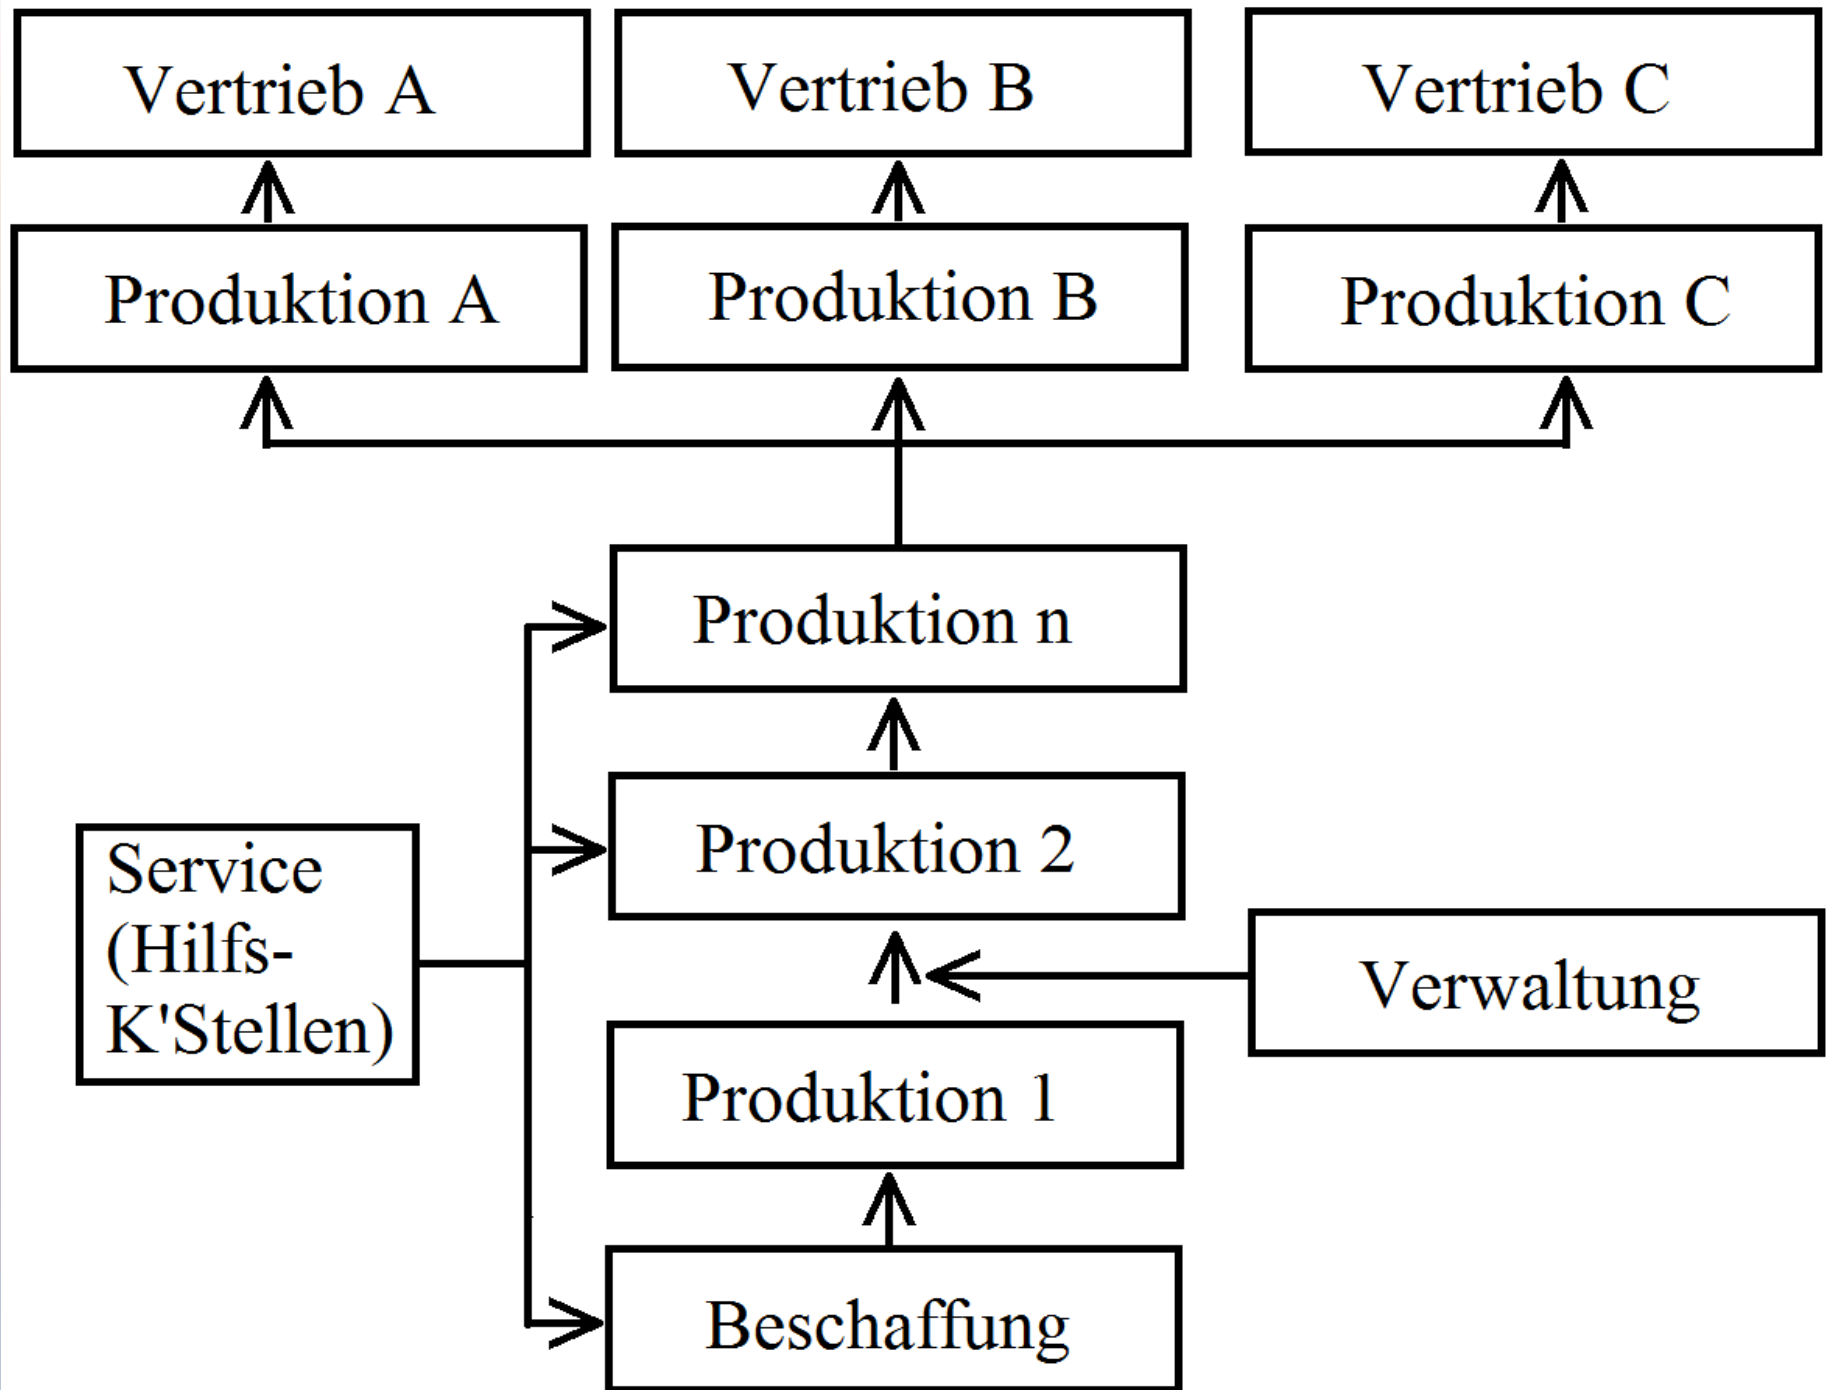 Vertrieb A
Vertrieb B
Vertrieb C
Produktion A
Produktion B
Produktion C
Produktion n
Produktion 2
Service
(Hilfs-
K'Stellen)
Verwaltung
Produktion 1
Beschaffung